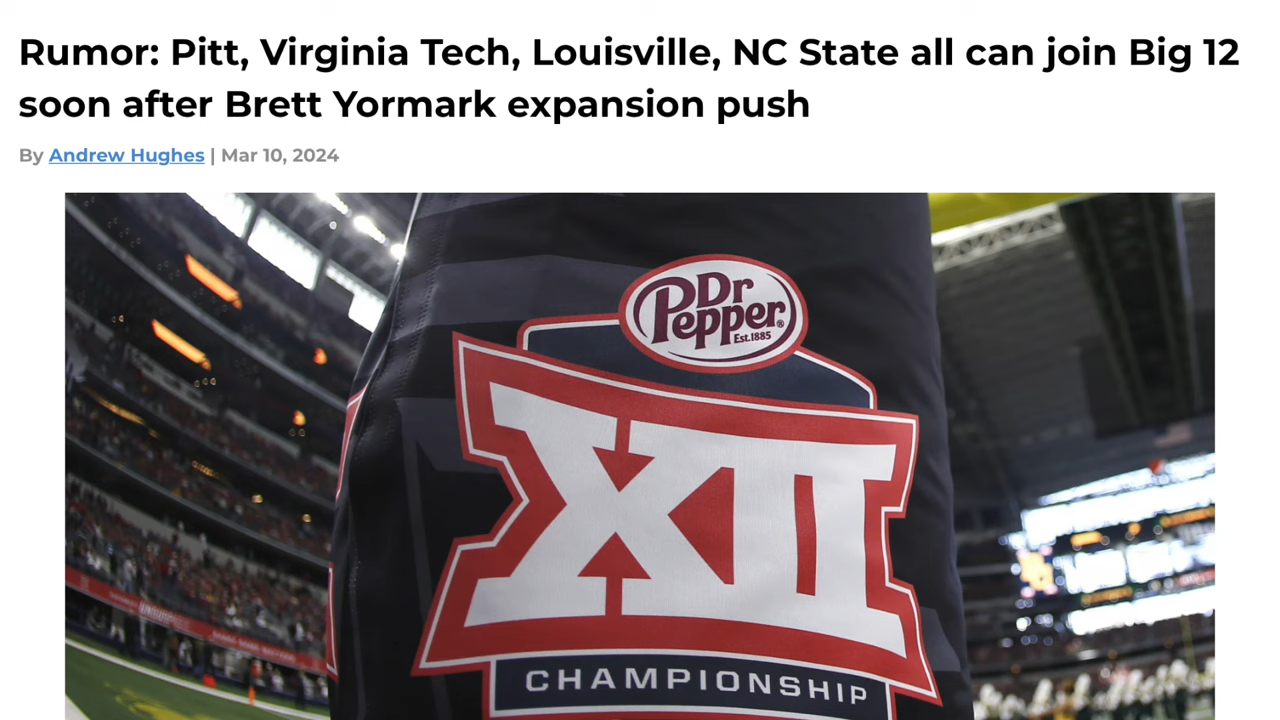 Rumor: Pitt, Virginia Tech, Louisville, NC State all can join Big 12
soon after Brett Yormark expansion push
By Andrew Hughes | Mar 10, 2024
Dr
Pepper®
Est.1885
XII
CHAMPIONSHIP